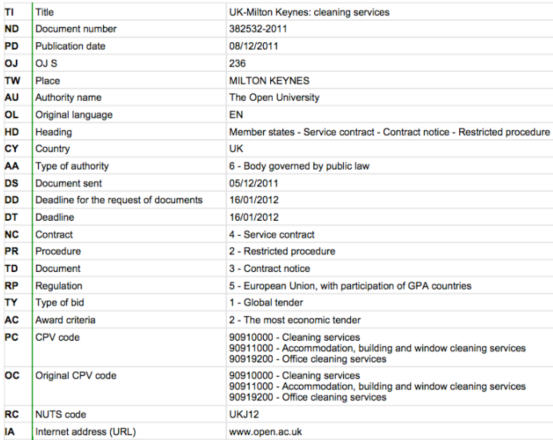 TI Title UK-Milton Keynes: cleaning services
ND Document number 382532-2011
PD Publication date 08/12/2011
OJ OJ S 236
TW Place MILTON KEYNES
AU Authority name The Open University
OL Original language EN
HD Heading Member states - Service contract - Contract notice - Restricted procedure
CY Country UK
AA Type of authority 6 - Body governed by public law
DS Document sent 05/12/2011
DD Deadline for the request of documents 16/01/2012
DT Deadline 16/01/2012
NC Contract 4 - Service contract
PR Procedure 2 - Restricted procedure
TD Document 3 - Contract notice
RP Regulation 5 - European Union, with participation of GPA countries
TY Type of bid 1 - Global tender
AC Award criteria 2 - The most economic tender
PC CPV code 90910000 - Cleaning services
90911000 - Accommodation, building and window cleaning services
90919200 - Office cleaning services
OC Original CPV code 90910000 - Cleaning services
90911000 - Accommodation, building and window cleaning services
90919200 - Office cleaning services
RC NUTS code UKJ12
IA Internet address (URL) www.open.ac.uk